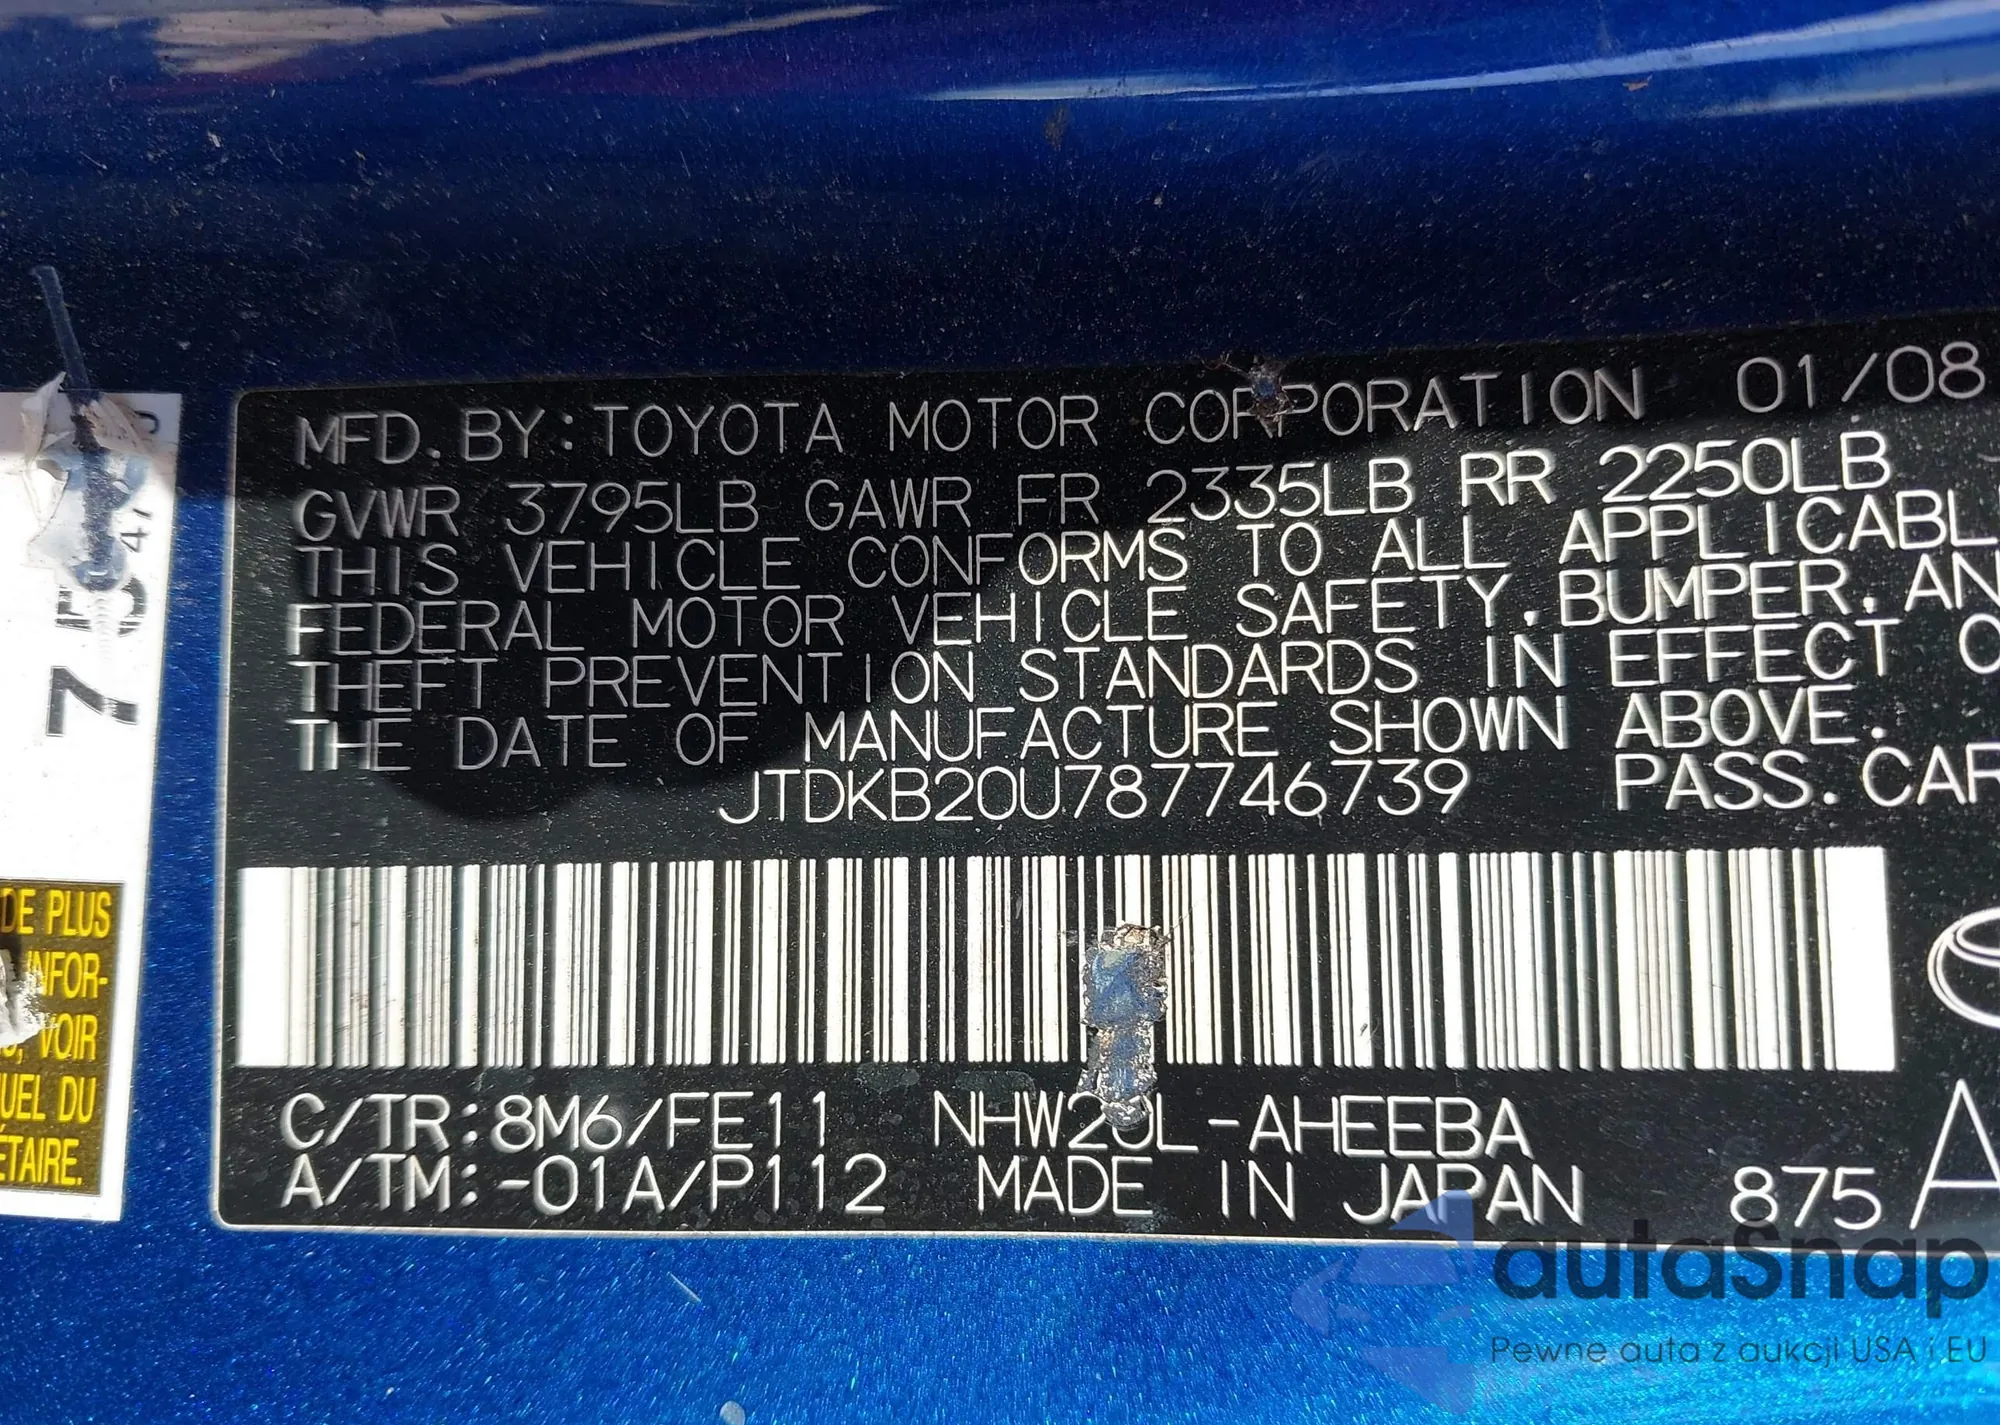 MFD. BY: TOYOTA MOTOR CORPORATION 01/08
GVWR 3795LB GAWR FR 2335LB RR 2250LB
THIS VEHICLE CONFORMS TO ALL APPLICABL
FEDERAL MOTOR VEHICLE SAFETY, BUMPER, AN
THEFT PREVENTION STANDARDS IN EFFECT O
THE DATE OF MANUFACTURE SHOWN ABOVE.
JTDKB20U787746739 PASS. CAR
C/TR: 8M6/FE11 NHW20L-AHEEBA
A/TM: -01A/P112 MADE IN JAPAN 875 A
75
DE PLUS
INFOR-
VOIR
UEL DU
ÉTAIRE.
autaSnap
Pewne auta z aukcji USA i EU